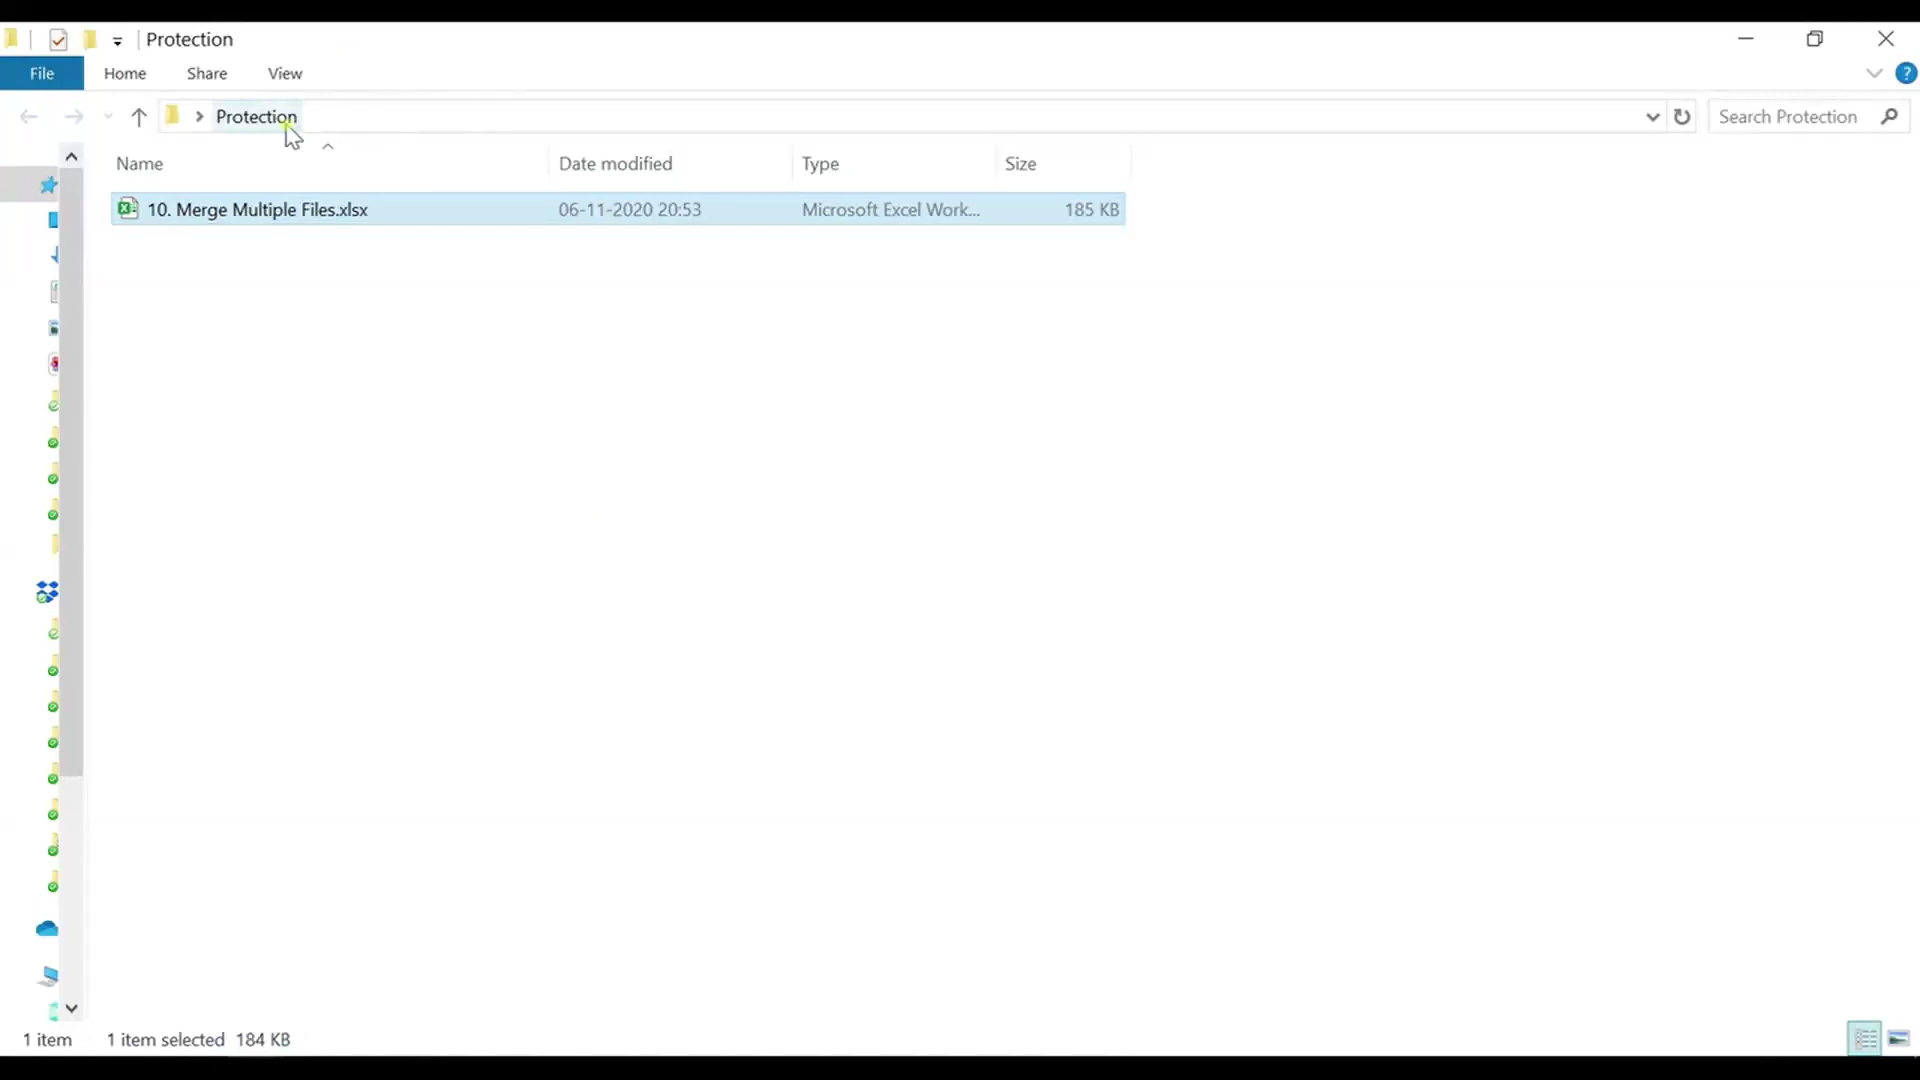 Protection
File Home Share View
Protection Search Protection
Name Date modified Type Size
10. Merge Multiple Files.xlsx 06-11-2020 20:53 Microsoft Excel Work... 185 KB
1 item 1 item selected 184 KB